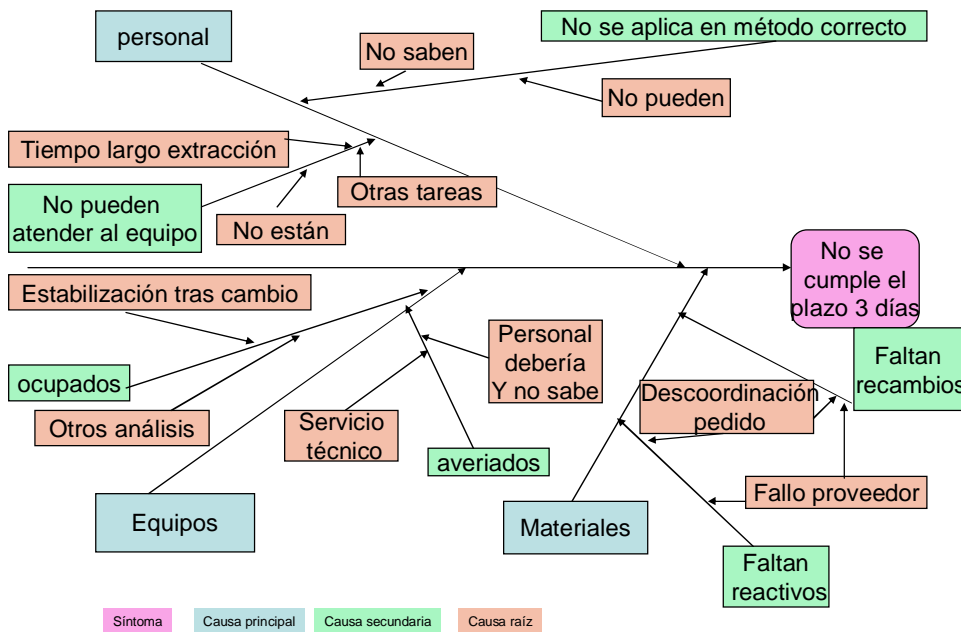 personal
No se aplica en método correcto
No saben
No pueden
Tiempo largo extracción
Otras tareas
No pueden
atender al equipo
No están
No se
cumple el
plazo 3 días
Estabilización tras cambio
Personal
debería
Y no sabe
Faltan
recambios
ocupados
Descoordinación
pedido
Otros análisis
Servicio
técnico
averiados
Fallo proveedor
Equipos
Materiales
Faltan
reactivos
Síntoma
Causa principal
Causa secundaria
Causa raíz